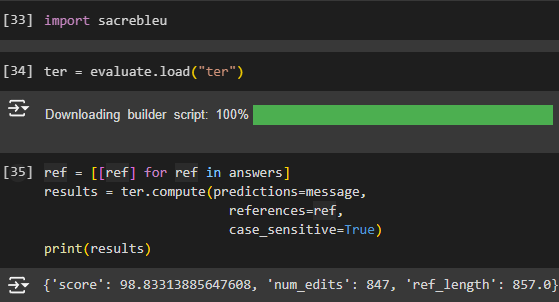 [33] import sacrebleu
[34] ter = evaluate.load("ter")
Downloading builder script: 100%
[35] ref = [[ref] for ref in answers]
results = ter.compute(predictions=message,
references=ref,
case_sensitive=True)
print(results)
{'score': 98.83313885647608, 'num_edits': 847, 'ref_length': 857.0}